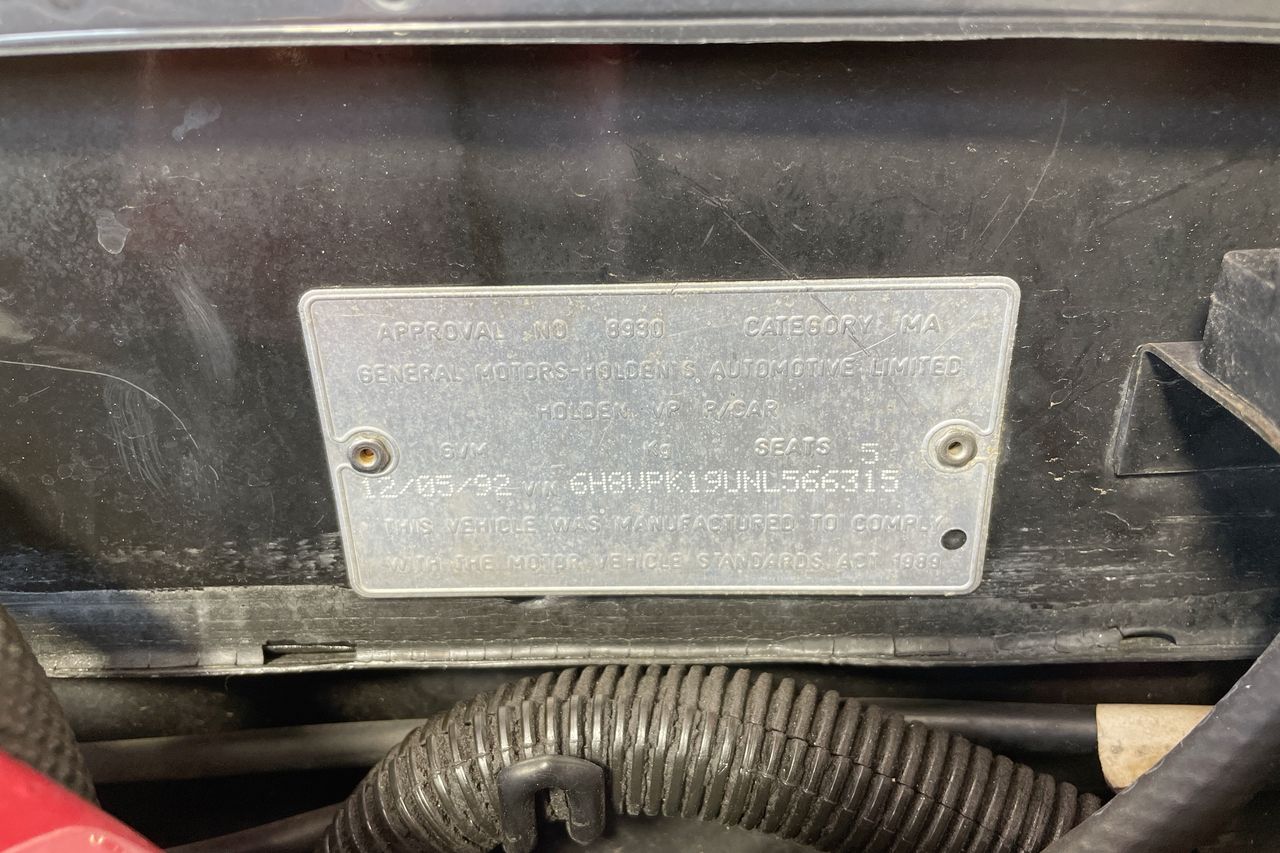 APPROVAL NO 8930 CATEGORY MA
GENERAL MOTORS-HOLDEN'S AUTOMOTIVE LIMITED
HOLDEN VP R/CAR
GVM Kg SEATS 5
12/05/92 VIN 6H8VPK19UNL566315
THIS VEHICLE WAS MANUFACTURED TO COMPLY
WITH THE MOTOR VEHICLE STANDARDS ACT 1989